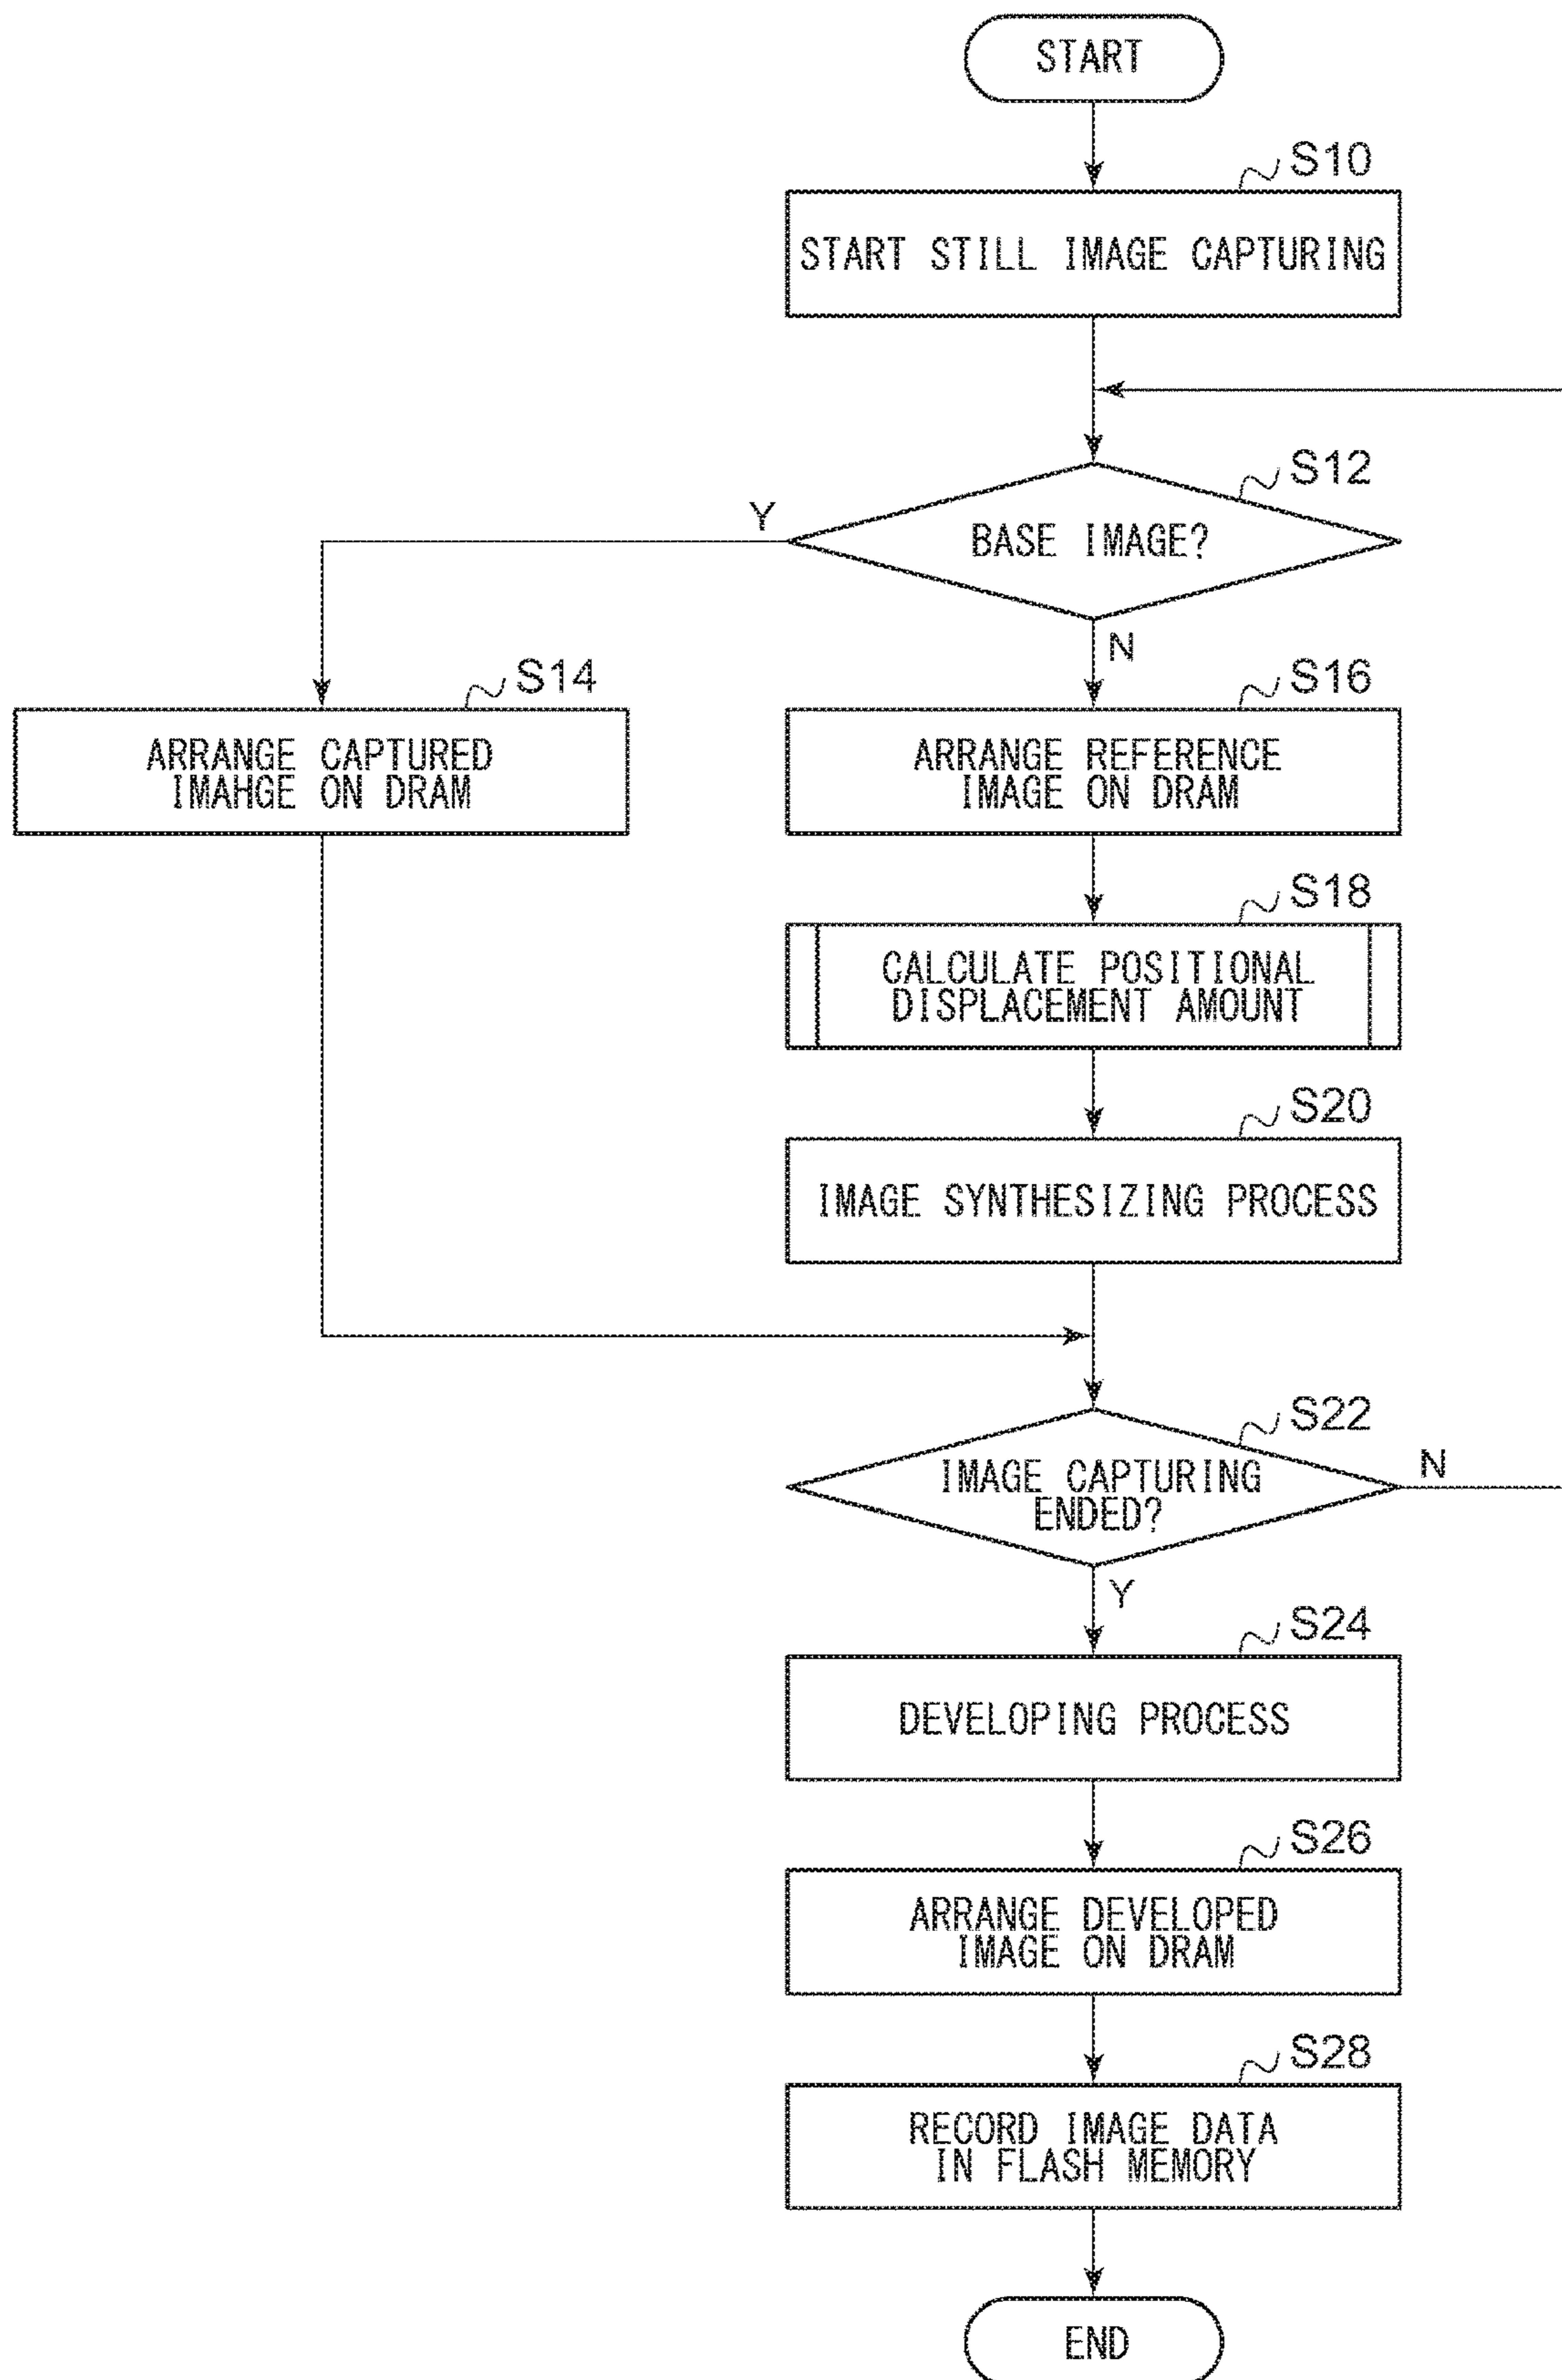 START
S10
START STILL IMAGE CAPTURING
S12
BASE IMAGE?
Y
N
S14
ARRANGE CAPTURED
IMAHGE ON DRAM
S16
ARRANGE REFERENCE
IMAGE ON DRAM
S18
CALCULATE POSITIONAL
DISPLACEMENT AMOUNT
S20
IMAGE SYNTHESIZING PROCESS
S22
IMAGE CAPTURING
ENDED?
N
Y
S24
DEVELOPING PROCESS
S26
ARRANGE DEVELOPED
IMAGE ON DRAM
S28
RECORD IMAGE DATA
IN FLASH MEMORY
END